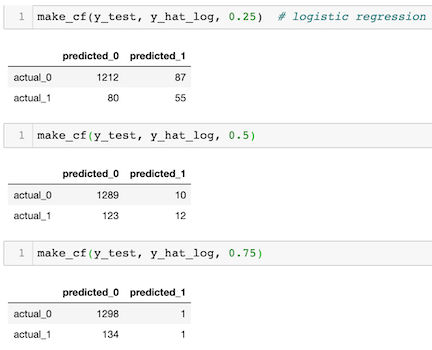 1 make_cf(y_test, y_hat_log, 0.25)  # logistic regression
predicted_0 predicted_1
actual_0 1212 87
actual_1 80 55
1 make_cf(y_test, y_hat_log, 0.5)
predicted_0 predicted_1
actual_0 1289 10
actual_1 123 12
1 make_cf(y_test, y_hat_log, 0.75)
predicted_0 predicted_1
actual_0 1298 1
actual_1 134 1